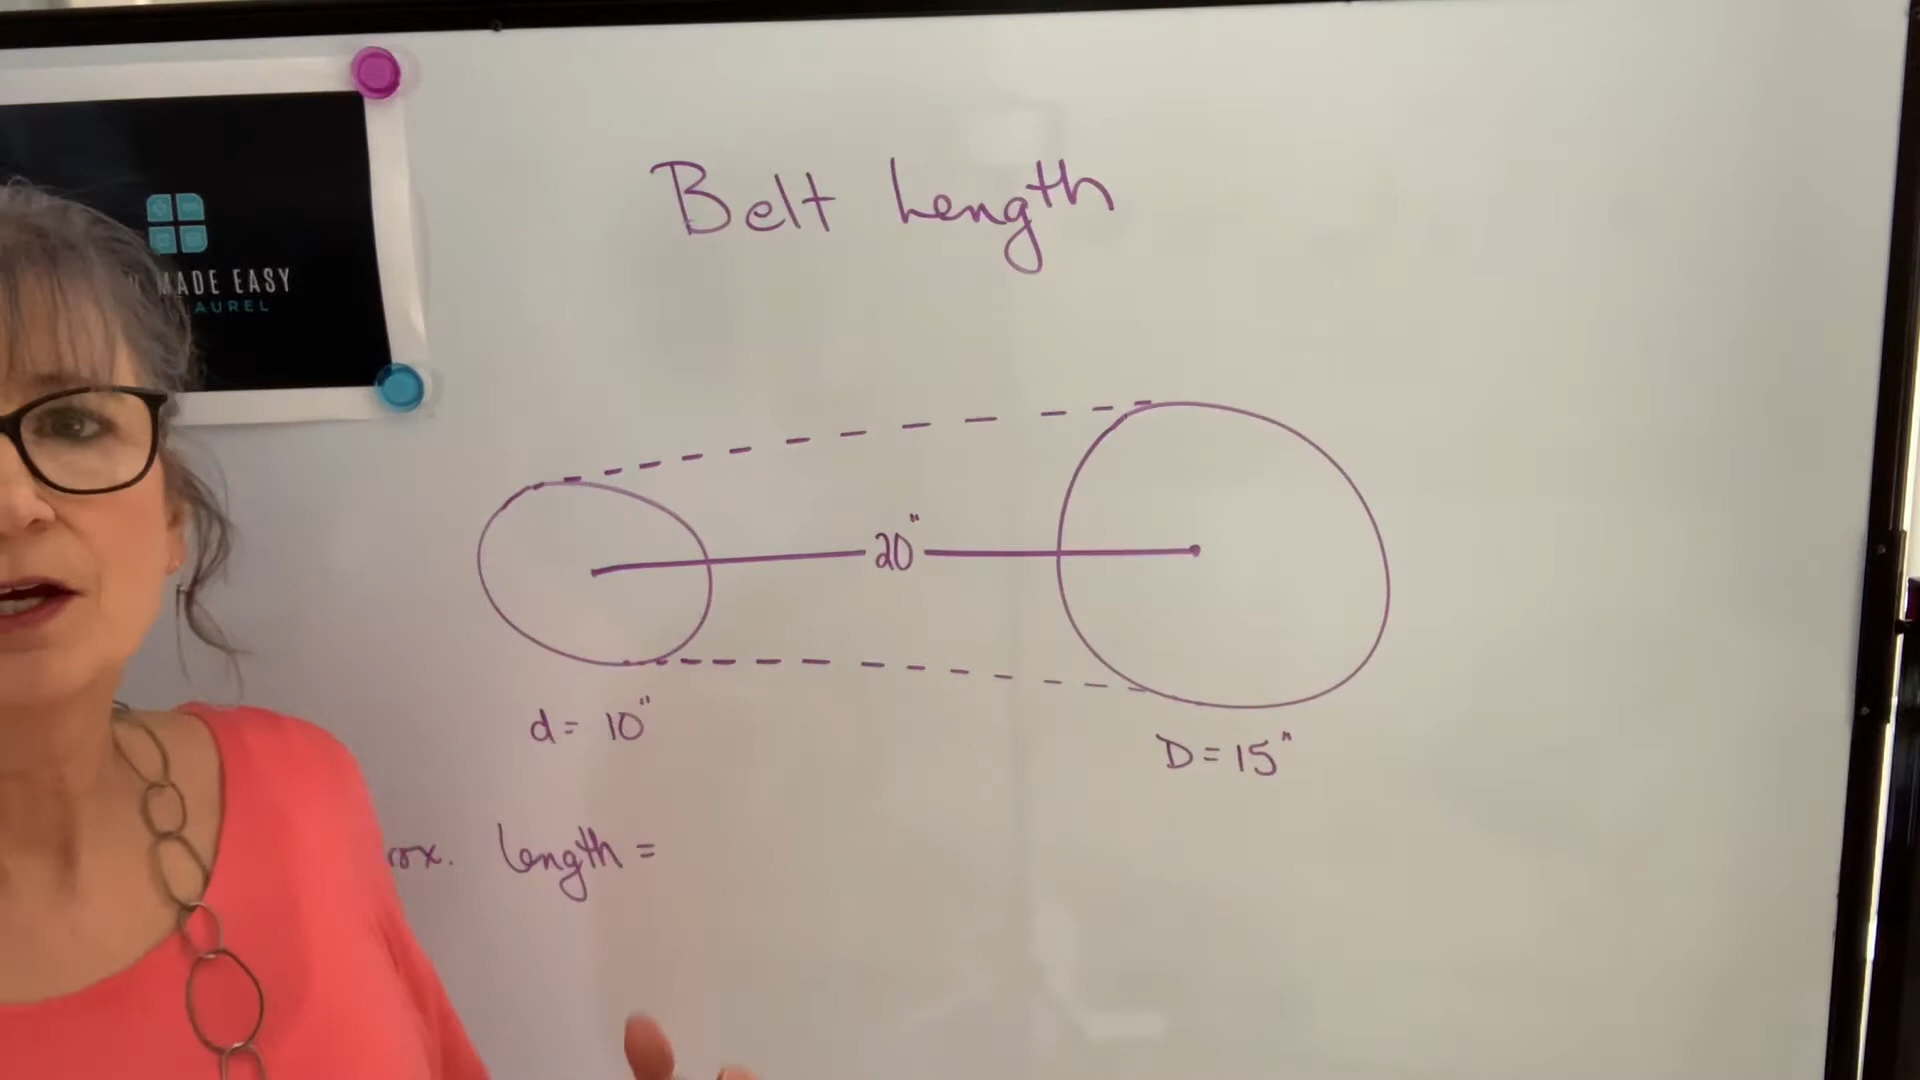 MADE EASY
AUREL
Belt Length
20"
d = 10"
D = 15"
rox. Length =